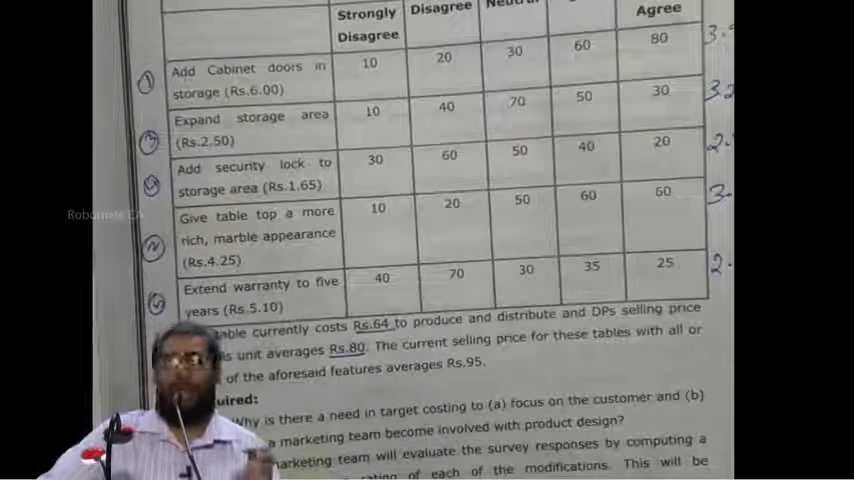 Strongly Disagree
Disagree
Neutral
Agree
Add Cabinet doors in storage (Rs.6.00) 10 20 30 60 80
Expand storage area (Rs.2.50) 10 40 70 50 30
Add security lock to storage area (Rs.1.65) 30 60 50 40 20
Give table top a more rich, marble appearance (Rs.4.25) 10 20 50 60 60
Extend warranty to five years (Rs.5.10) 40 70 30 35 25
table currently costs Rs.64 to produce and distribute and DPs selling price
unit averages Rs.80. The current selling price for these tables with all or
of the aforesaid features averages Rs.95.
Why is there a need in target costing to (a) focus on the customer and (b)
a marketing team become involved with product design?
marketing team will evaluate the survey responses by computing a
rating of each of the modifications. This will be